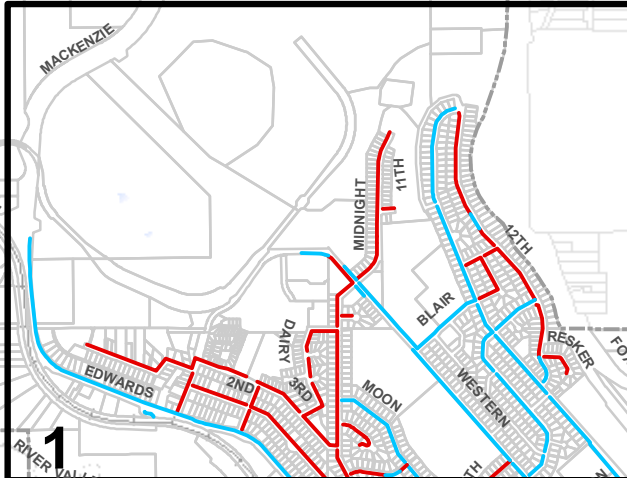 MACKENZIE
MIDNIGHT
11TH
12TH
BLAIR
DAIRY
RESKER
EDWARDS
2ND
3RD
MOON
WESTERN
1
RIVER